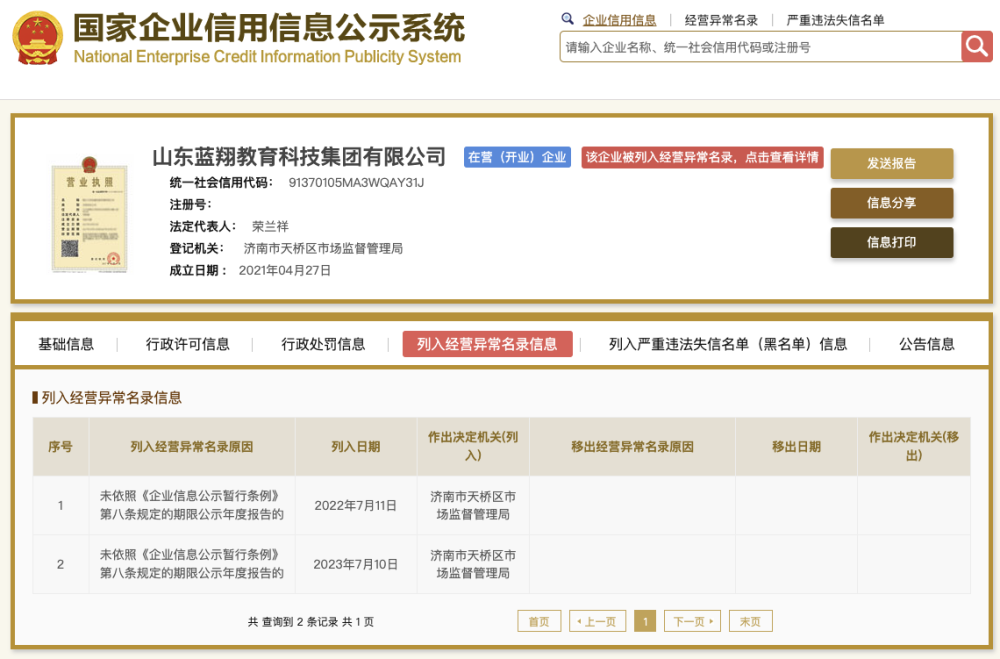 国家企业信用信息公示系统
National Enterprise Credit Information Publicity System
企业信用信息 经营异常名录 严重违法失信名单
请输入企业名称、统一社会信用代码或注册号
营业执照
山东蓝翔教育科技集团有限公司 在营（开业）企业 该企业被列入经营异常名录，点击查看详情
统一社会信用代码： 91370105MA3WQAY31J
注册号：
法定代表人： 荣兰祥
登记机关： 济南市天桥区市场监督管理局
成立日期： 2021年04月27日
发送报告
信息分享
信息打印
基础信息 行政许可信息 行政处罚信息 列入经营异常名录信息 列入严重违法失信名单（黑名单）信息 公告信息
列入经营异常名录信息
序号 列入经营异常名录原因 列入日期 作出决定机关(列入) 移出经营异常名录原因 移出日期 作出决定机关(移出)
1 未依照《企业信息公示暂行条例》第八条规定的期限公示年度报告的 2022年7月11日 济南市天桥区市场监督管理局
2 未依照《企业信息公示暂行条例》第八条规定的期限公示年度报告的 2023年7月10日 济南市天桥区市场监督管理局
共 查询到 2 条记录 共 1 页 首页 上一页 1 下一页 末页